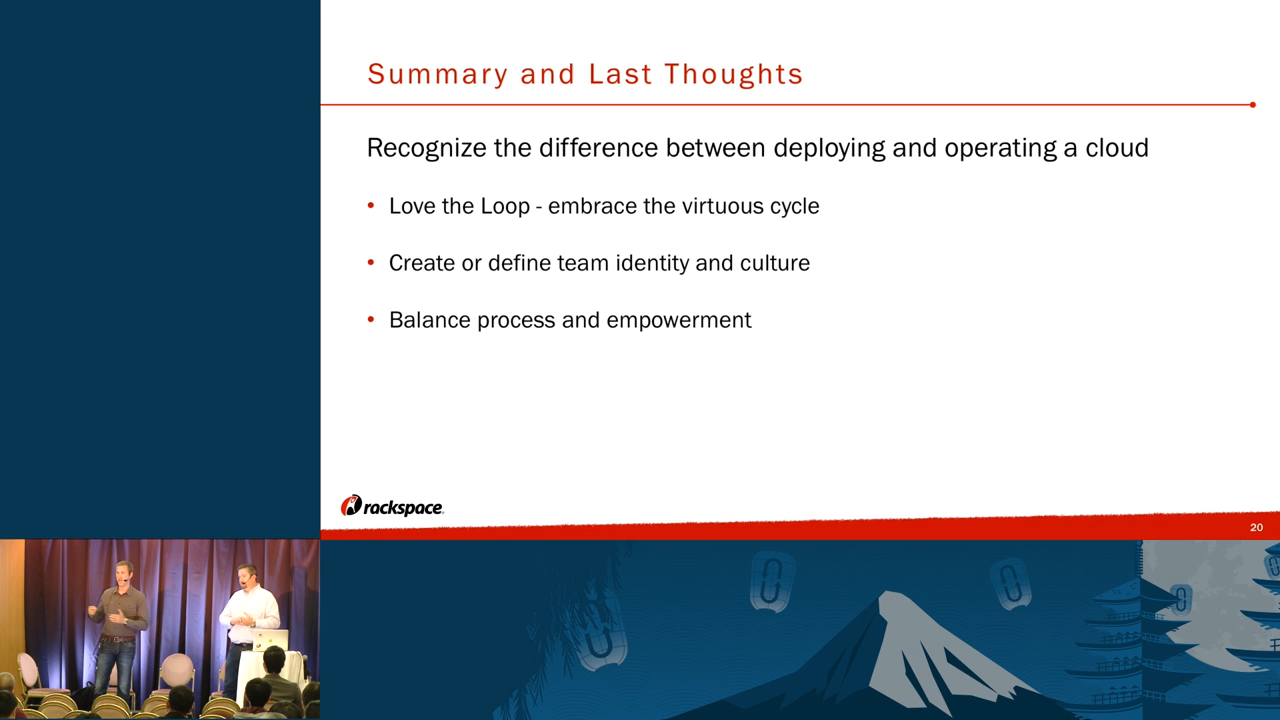 Summary and Last Thoughts
Recognize the difference between deploying and operating a cloud
• Love the Loop - embrace the virtuous cycle
• Create or define team identity and culture
• Balance process and empowerment
rackspace.
20